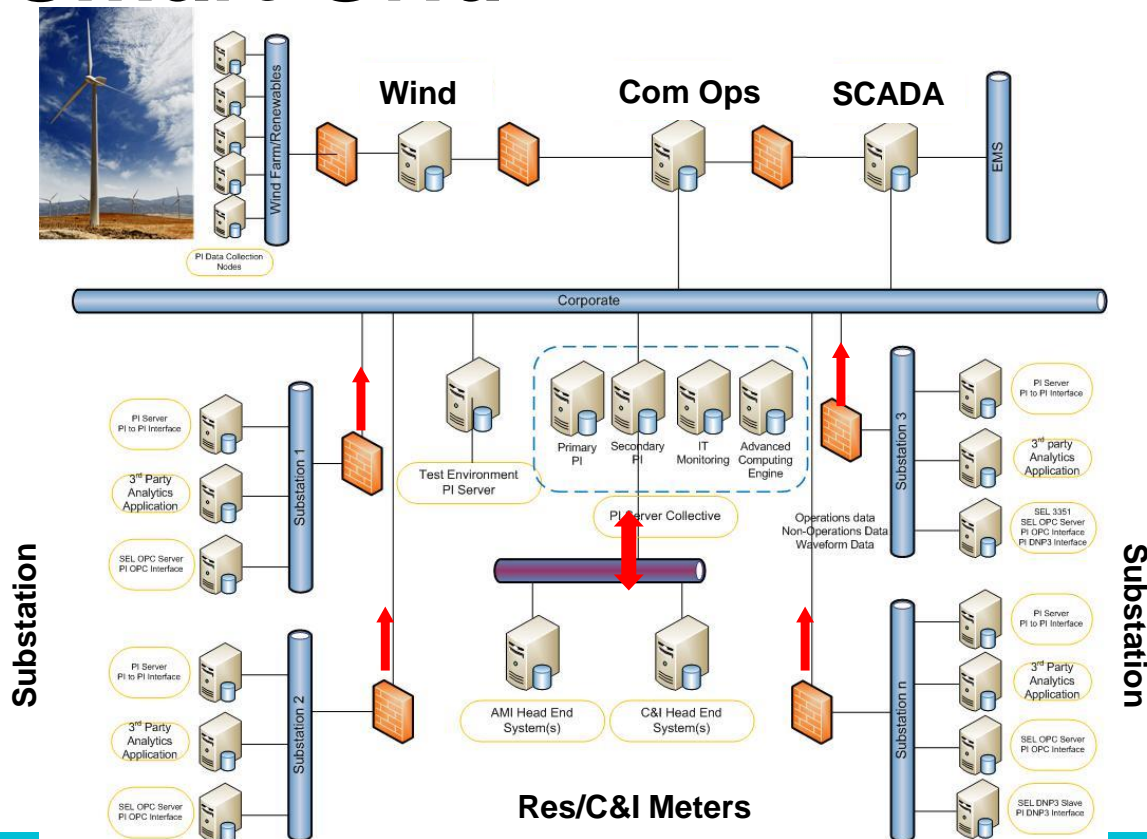 Smart Grid
Wind
Com Ops
SCADA
Wind Farm/Renewables
EMS
PI Data Collection
Nodes
Corporate
PI Server
PI to PI Interface
3rd Party
Analytics
Application
SEL OPC Server
PI OPC Interface
Substation 1
Test Environment
PI Server
Primary
PI
Secondary
PI
IT
Monitoring
Advanced
Computing
Engine
PI Server Collective
Operations data
Non-Operations Data
Waveform Data
Substation 3
PI Server
PI to PI Interface
3rd party
Analytics
Application
SEL 3351
SEL OPC Server
PI OPC Interface
PI DNP3 Interface
Substation
Substation
PI Server
PI to PI Interface
3rd Party
Analytics
Application
SEL OPC Server
PI OPC Interface
Substation 2
AMI Head End
System(s)
C&I Head End
System(s)
Res/C&I Meters
Substation n
PI Server
PI to PI Interface
3rd Party
Analytics
Application
SEL OPC Server
PI OPC Interface
SEL DNP3 Slave
PI DNP3 Interface